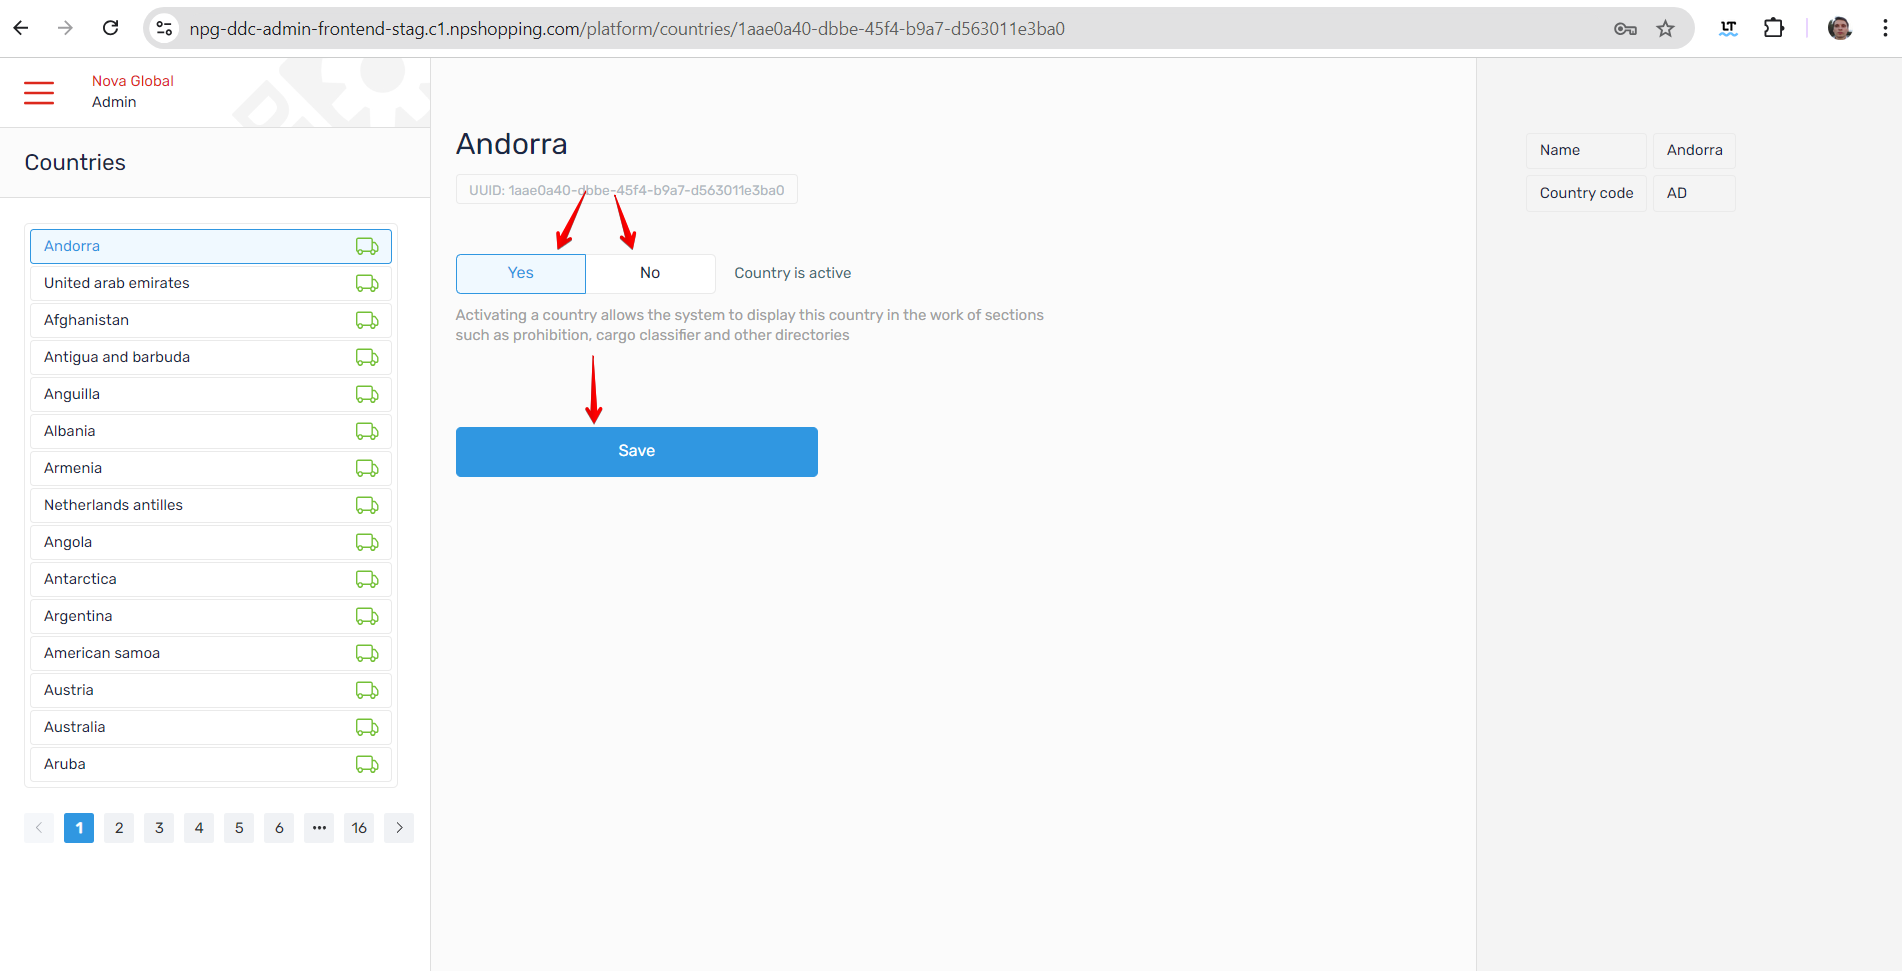 npg-ddc-admin-frontend-stag.c1.npshopping.com/platform/countries/1aae0a40-dbbe-45f4-b9a7-d563011e3ba0
LT
Nova Global
Admin
Countries
Andorra
United arab emirates
Afghanistan
Antigua and barbuda
Anguilla
Albania
Armenia
Netherlands antilles
Angola
Antarctica
Argentina
American samoa
Austria
Australia
Aruba
1 2 3 4 5 6 ••• 16
Andorra
UUID: 1aae0a40-dbbe-45f4-b9a7-d563011e3ba0
Yes No Country is active
Activating a country allows the system to display this country in the work of sections
such as prohibition, cargo classifier and other directories
Save
Name Andorra
Country code AD